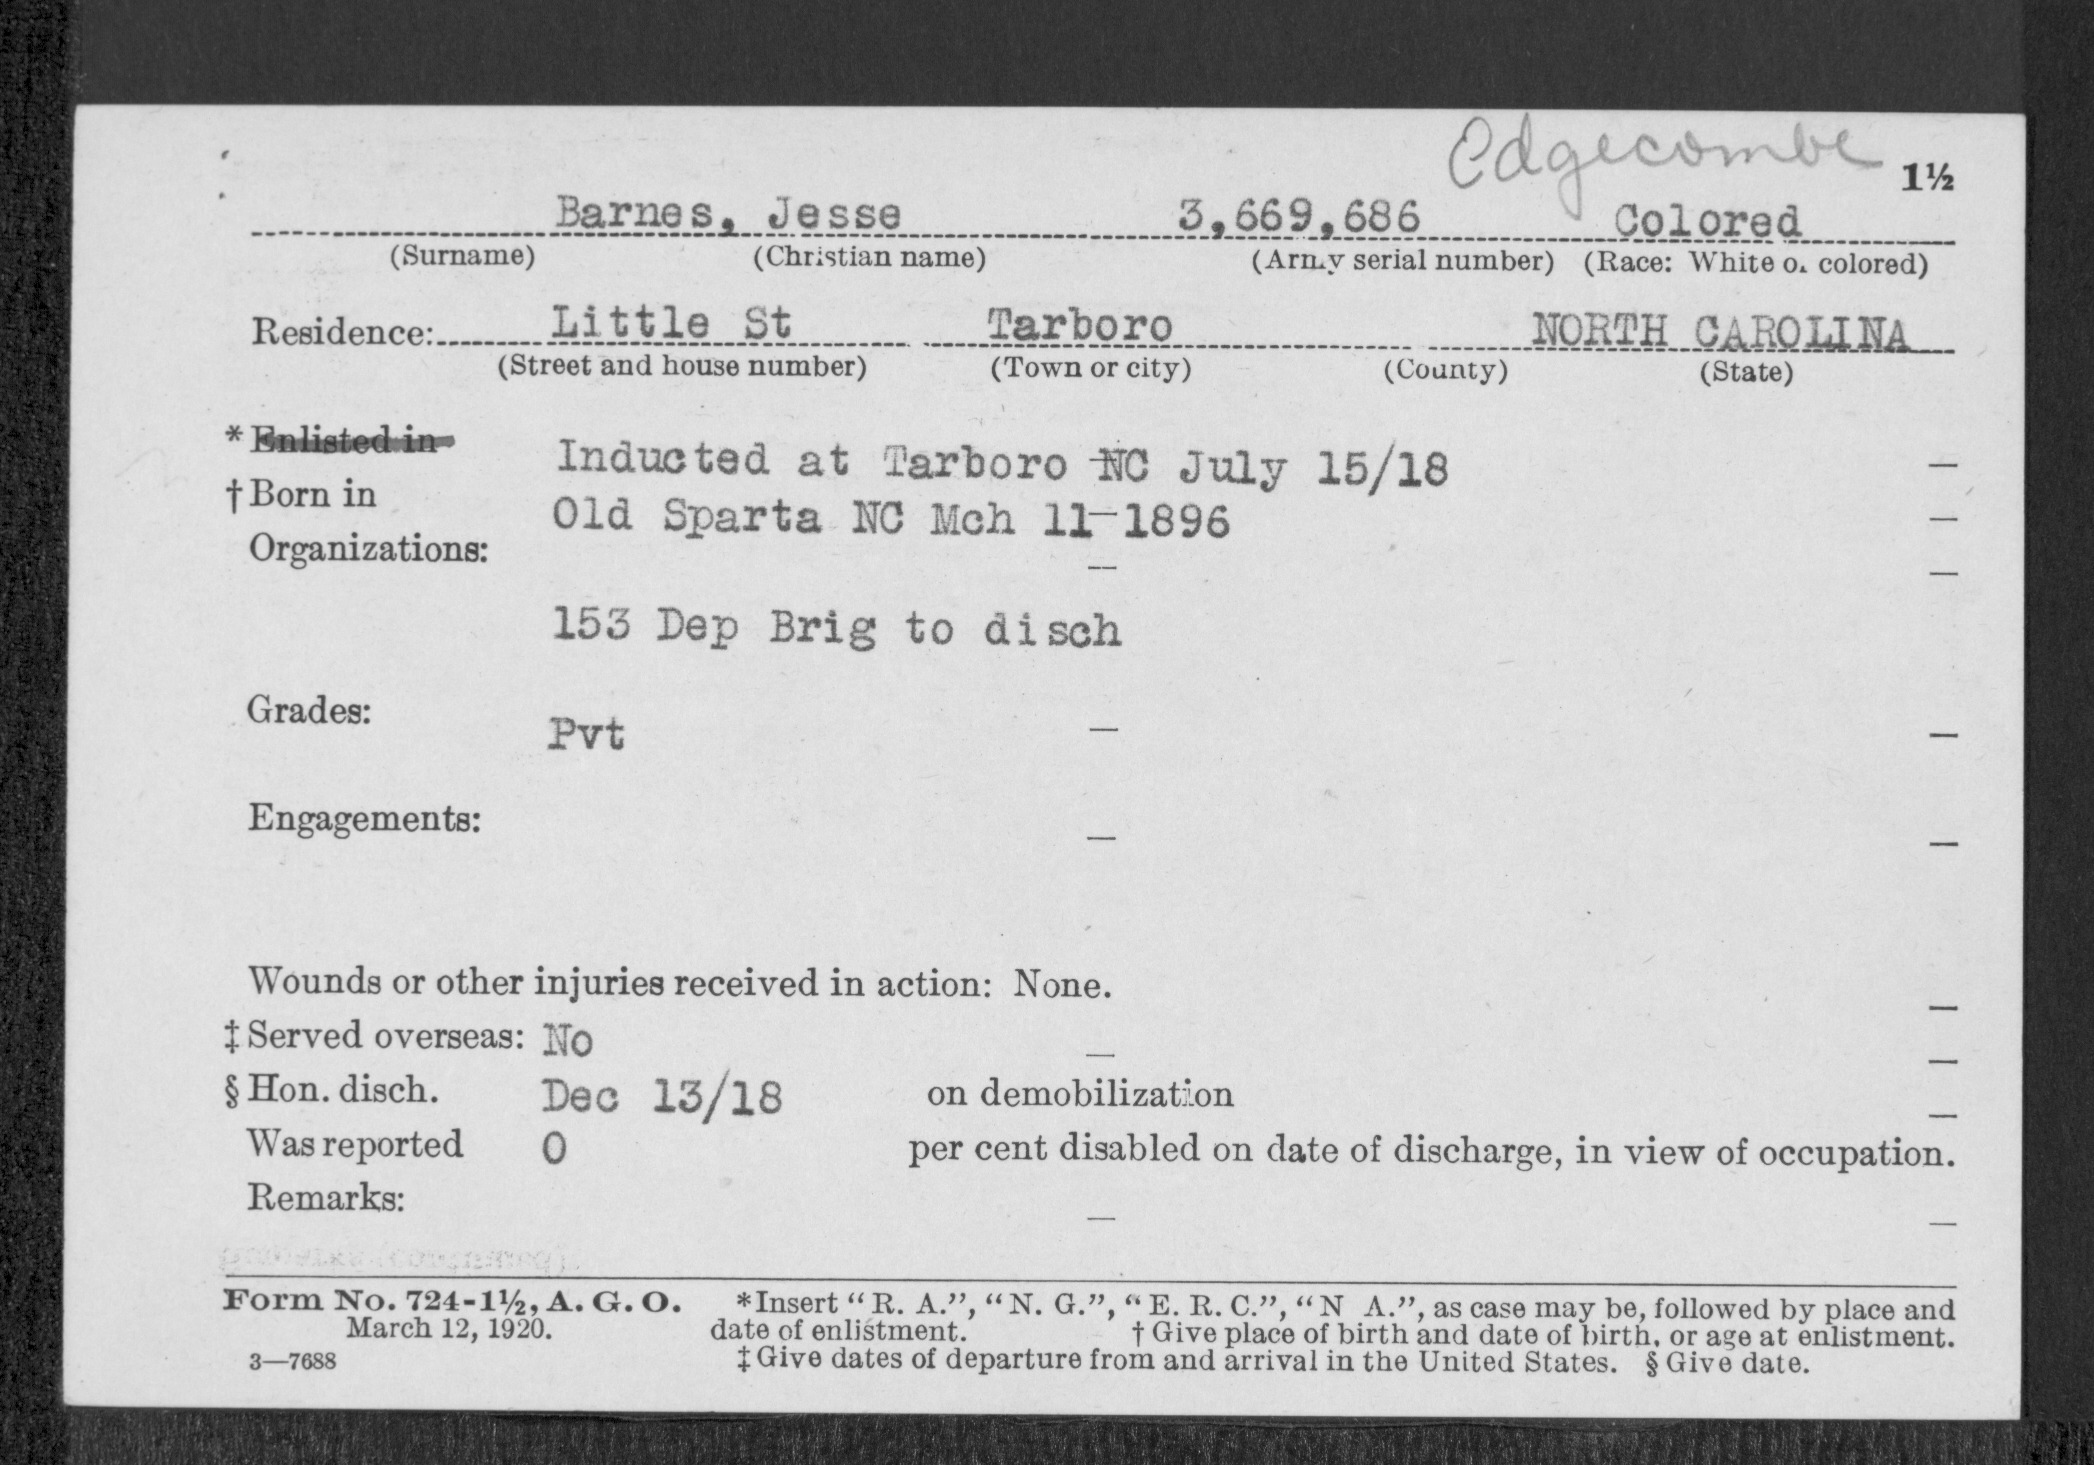 Edgecombe
1½
Barnes, Jesse 3,669,686 Colored
(Surname) (Christian name) (Army serial number) (Race: White or colored)
Residence: Little St Tarboro NORTH CAROLINA
(Street and house number) (Town or city) (County) (State)
* Enlisted in Inducted at Tarboro NC July 15/18 —
† Born in Old Sparta NC Mch 11-1896 —
Organizations: — —
153 Dep Brig to disch
Grades: Pvt — —
Engagements: — —
Wounds or other injuries received in action: None. —
‡ Served overseas: No — —
§ Hon. disch. Dec 13/18 on demobilization —
Was reported 0 per cent disabled on date of discharge, in view of occupation.
Remarks: — —
Form No. 724-1½, A. G. O. *Insert “R. A.”, “N. G.”, “E. R. C.”, “N A.”, as case may be, followed by place and
March 12, 1920. date of enlistment. † Give place of birth and date of birth, or age at enlistment.
3—7688 ‡ Give dates of departure from and arrival in the United States. § Give date.